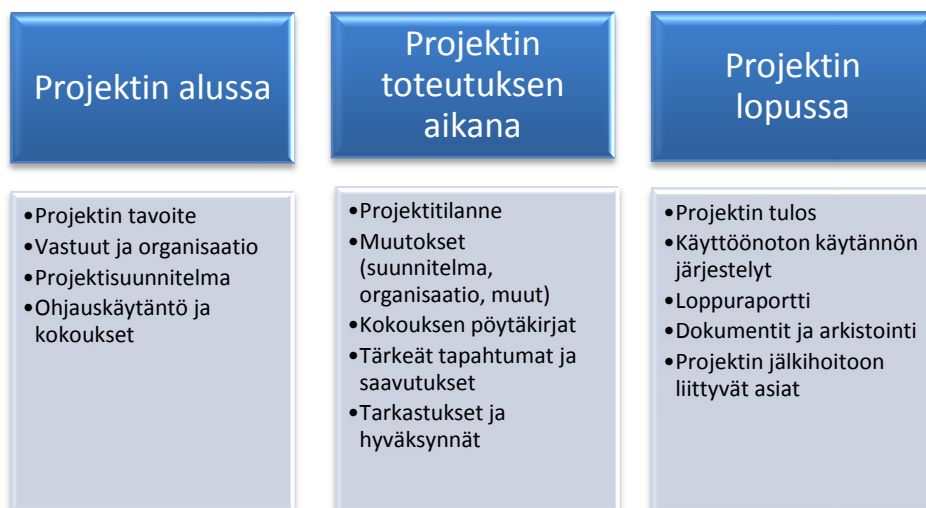 Projektin alussa
•Projektin tavoite
•Vastuut ja organisaatio
•Projektisuunnitelma
•Ohjauskäytäntö ja
kokoukset
Projektin
toteutuksen
aikana
•Projektitilanne
•Muutokset
(suunnitelma,
organisaatio, muut)
•Kokouksen pöytäkirjat
•Tärkeät tapahtumat ja
saavutukset
•Tarkastukset ja
hyväksynnät
Projektin
lopussa
•Projektin tulos
•Käyttöönoton käytännön
järjestelyt
•Loppuraportti
•Dokumentit ja arkistointi
•Projektin jälkihoitoon
liittyvät asiat